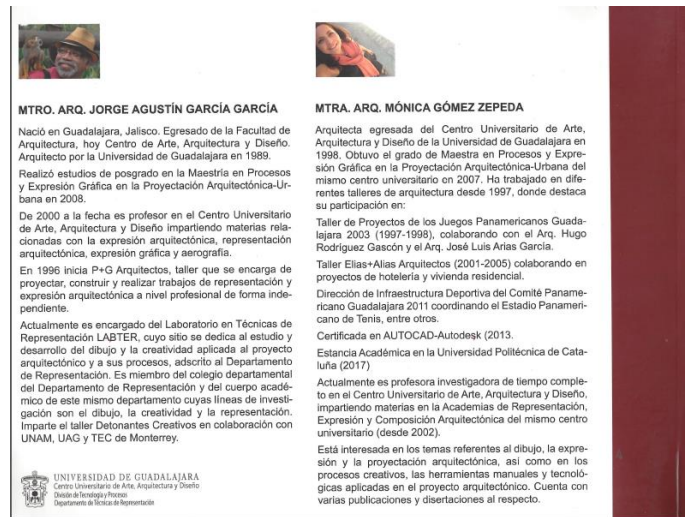 MTRO. ARQ. JORGE AGUSTÍN GARCÍA GARCÍA
Nació en Guadalajara, Jalisco. Egresado de la Facultad de
Arquitectura, hoy Centro de Arte, Arquitectura y Diseño.
Arquitecto por la Universidad de Guadalajara en 1989.
Realizó estudios de posgrado en la Maestría en Procesos
y Expresión Gráfica en la Proyectación Arquitectónica-Ur-
bana en 2008.
De 2000 a la fecha es profesor en el Centro Universitario
de Arte, Arquitectura y Diseño impartiendo materias rela-
cionadas con la expresión arquitectónica, representación
arquitectónica, expresión gráfica y aerografía.
En 1996 inicia P+G Arquitectos, taller que se encarga de
proyectar, construir y realizar trabajos de representación y
expresión arquitectónica a nivel profesional de forma inde-
pendiente.
Actualmente es encargado del Laboratorio en Técnicas de
Representación LABTER, cuyo sitio se dedica al estudio y
desarrollo del dibujo y la creatividad aplicada al proyecto
arquitectónico y a sus procesos, adscrito al Departamento
de Representación. Es miembro del colegio departamental
del Departamento de Representación y del cuerpo acadé-
mico de este mismo departamento cuyas líneas de investi-
gación son el dibujo, la creatividad y la representación.
Imparte el taller Detonantes Creativos en colaboración con
UNAM, UAG y TEC de Monterrey.
UNIVERSIDAD DE GUADALAJARA
Centro Universitario de Arte, Arquitectura y Diseño
División de Tecnología y Procesos
Departamento de Técnicas de Representación
MTRA. ARQ. MÓNICA GÓMEZ ZEPEDA
Arquitecta egresada del Centro Universitario de Arte,
Arquitectura y Diseño de la Universidad de Guadalajara en
1998. Obtuvo el grado de Maestra en Procesos y Expre-
sión Gráfica en la Proyectación Arquitectónica-Urbana del
mismo centro universitario en 2007. Ha trabajado en dife-
rentes talleres de arquitectura desde 1997, donde destaca
su participación en:
Taller de Proyectos de los Juegos Panamericanos Guada-
lajara 2003 (1997-1998), colaborando con el Arq. Hugo
Rodríguez Gascón y el Arq. José Luis Arias García.
Taller Elias+Alias Arquitectos (2001-2005) colaborando en
proyectos de hotelería y vivienda residencial.
Dirección de Infraestructura Deportiva del Comité Paname-
ricano Guadalajara 2011 coordinando el Estadio Panameri-
cano de Tenis, entre otros.
Certificada en AUTOCAD-Autodesk (2013.
Estancia Académica en la Universidad Politécnica de Cata-
luña (2017)
Actualmente es profesora investigadora de tiempo comple-
to en el Centro Universitario de Arte, Arquitectura y Diseño,
impartiendo materias en la Academias de Representación,
Expresión y Composición Arquitectónica del mismo centro
universitario (desde 2002).
Está interesada en los temas referentes al dibujo, la expre-
sión y la proyectación arquitectónica, así como en los
procesos creativos, las herramientas manuales y tecnoló-
gicas aplicadas en el proyecto arquitectónico. Cuenta con
varias publicaciones y disertaciones al respecto.